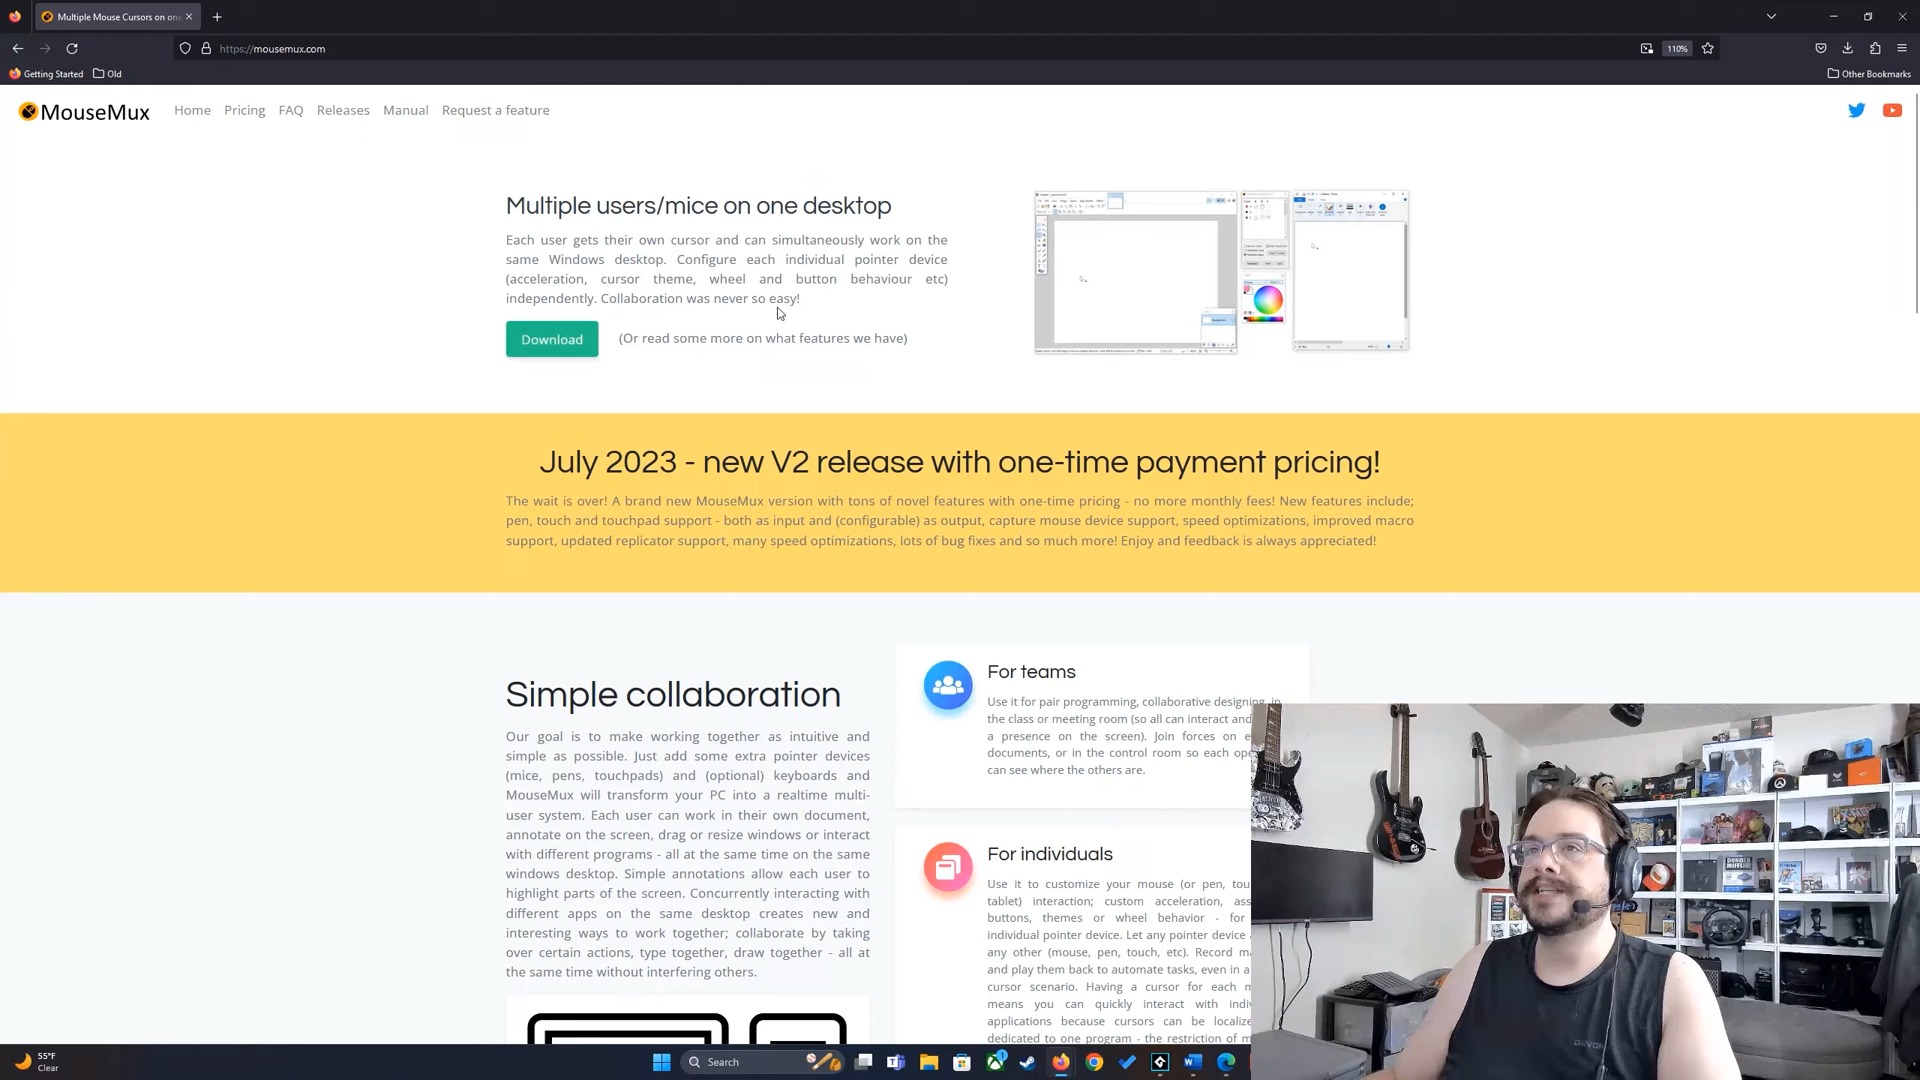 Multiple Mouse Cursors on one
https://mousemux.com
110%
Getting Started
Old
Other Bookmarks
MouseMux
Home
Pricing
FAQ
Releases
Manual
Request a feature
Multiple users/mice on one desktop
Each user gets their own cursor and can simultaneously work on the
same Windows desktop. Configure each individual pointer device
(acceleration, cursor theme, wheel and button behaviour etc)
independently. Collaboration was never so easy!
Download
(Or read some more on what features we have)
July 2023 - new V2 release with one-time payment pricing!
The wait is over! A brand new MouseMux version with tons of novel features with one-time pricing - no more monthly fees! New features include;
pen, touch and touchpad support - both as input and (configurable) as output, capture mouse device support, speed optimizations, improved macro
support, updated replicator support, many speed optimizations, lots of bug fixes and so much more! Enjoy and feedback is always appreciated!
Simple collaboration
Our goal is to make working together as intuitive and
simple as possible. Just add some extra pointer devices
(mice, pens, touchpads) and (optional) keyboards and
MouseMux will transform your PC into a realtime multi-
user system. Each user can work in their own document,
annotate on the screen, drag or resize windows or interact
with different programs - all at the same time on the same
windows desktop. Simple annotations allow each user to
highlight parts of the screen. Concurrently interacting with
different apps on the same desktop creates new and
interesting ways to work together; collaborate by taking
over certain actions, type together, draw together - all at
the same time without interfering others.
For teams
Use it for pair programming, collaborative designing, in
the class or meeting room (so all can interact and
a presence on the screen). Join forces on
documents, or in the control room so each
can see where the others are.
For individuals
Use it to customize your mouse (or pen,
tablet) interaction; custom acceleration,
buttons, themes or wheel behavior - for
individual pointer device. Let any pointer device
any other (mouse, pen, touch, etc). Record
and play them back to automate tasks, even in a
cursor scenario. Having a cursor for each
means you can quickly interact with
applications because cursors can be
dedicated to one program - the restriction of
55°F
Clear
Search
DUNDER
MIFFLIN